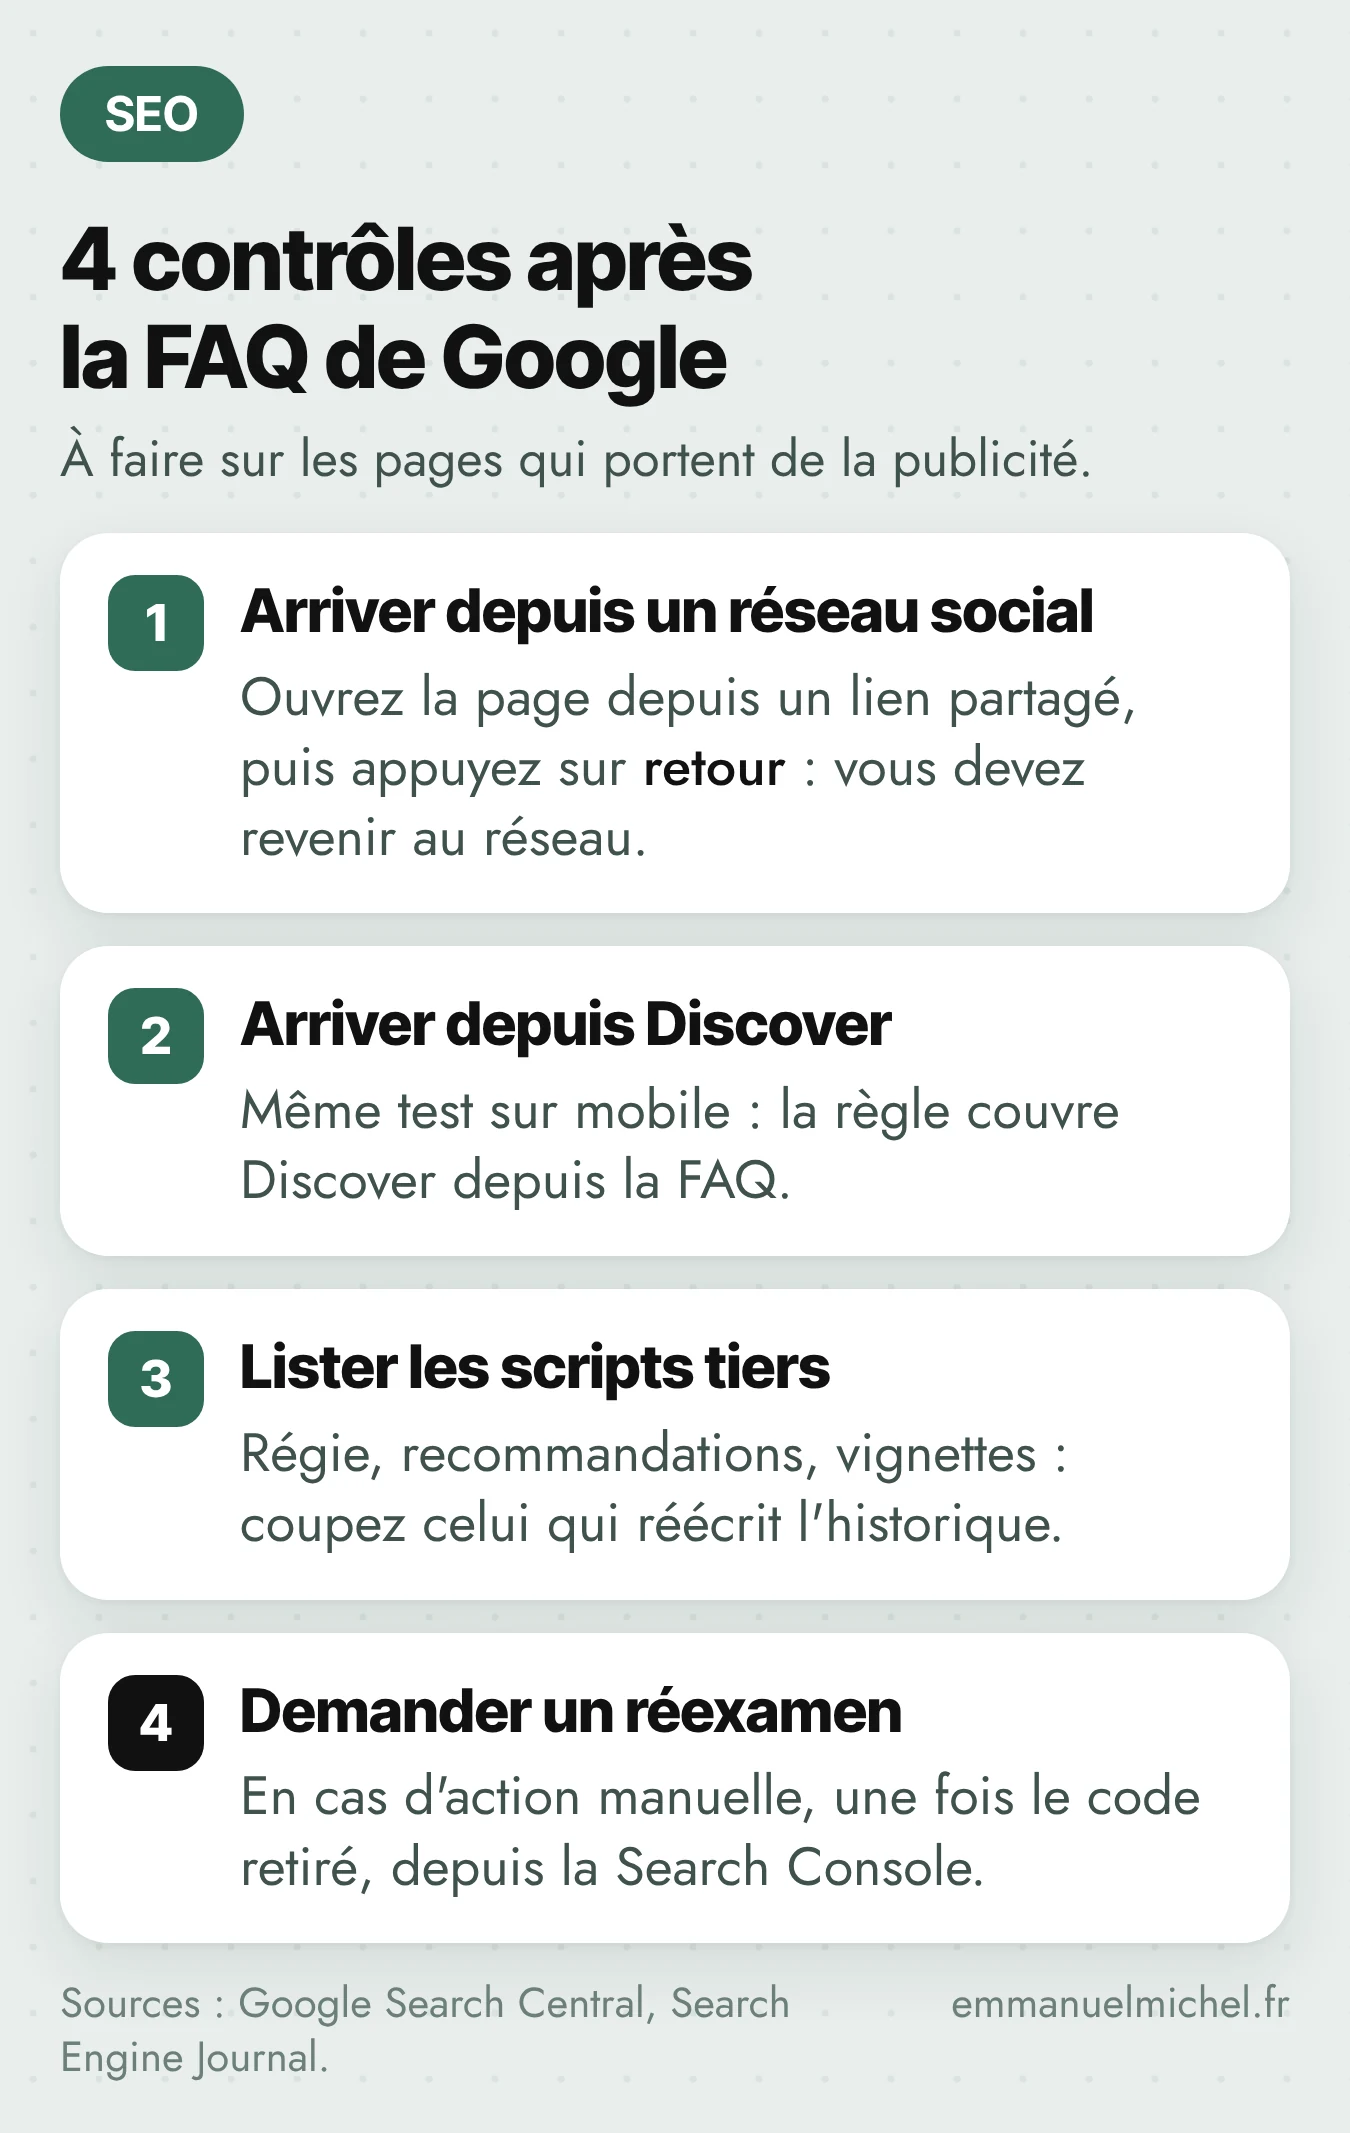 SEO
4 contrôles après
la FAQ de Google
À faire sur les pages qui portent de la publicité.
1
Arriver depuis un réseau social
Ouvrez la page depuis un lien partagé,
puis appuyez sur retour : vous devez
revenir au réseau.
2
Arriver depuis Discover
Même test sur mobile : la règle couvre
Discover depuis la FAQ.
3
Lister les scripts tiers
Régie, recommandations, vignettes :
coupez celui qui réécrit l'historique.
4
Demander un réexamen
En cas d'action manuelle, une fois le code
retiré, depuis la Search Console.
Sources : Google Search Central, Search
Engine Journal.
emmanuelmichel.fr